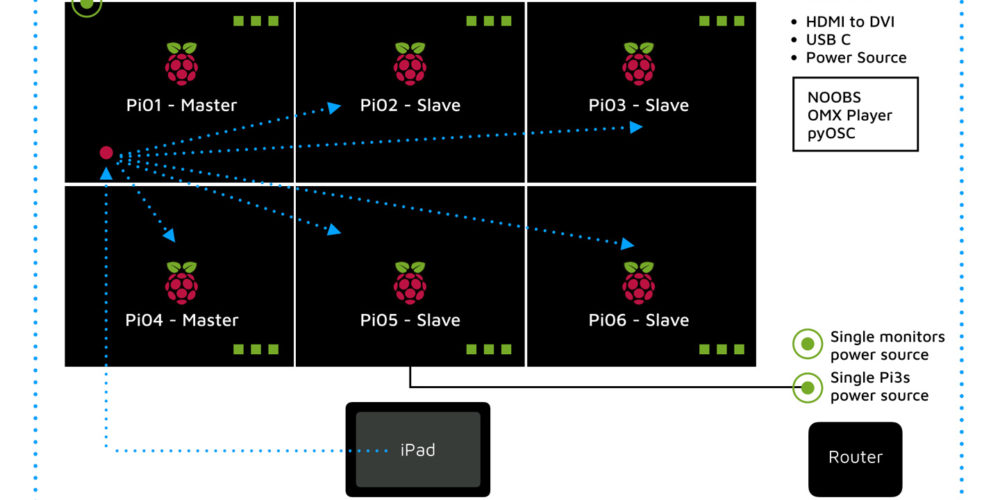 HDMI to DVI
USB C
Power Source
Pi01 - Master
Pi02 - Slave
Pi03 - Slave
NOOBS
OMX Player
pyOSC
Pi04 - Master
Pi05 - Slave
Pi06 - Slave
Single monitors
power source
Single Pi3s
power source
iPad
Router